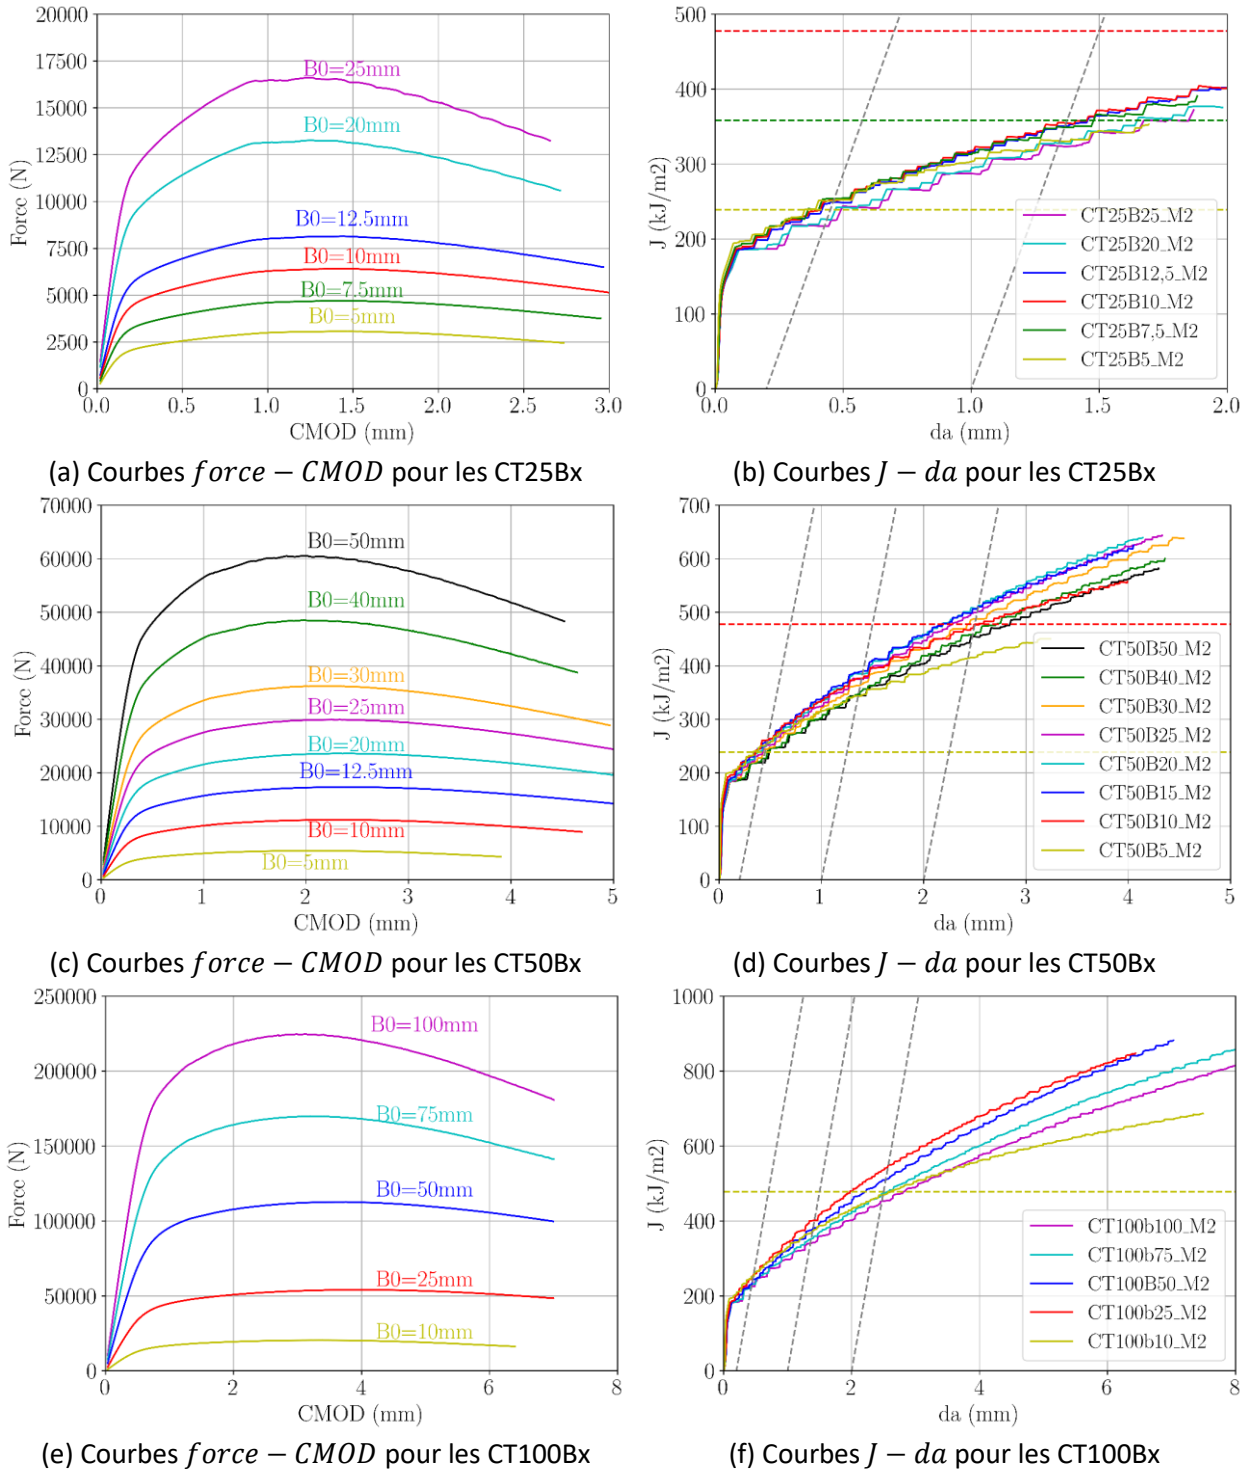 20000
17500
15000
12500
10000
7500
5000
2500
0
Force (N)
B0=25mm
B0=20mm
B0=12.5mm
B0=10mm
B0=7.5mm
B0=5mm
0.0 0.5 1.0 1.5 2.0 2.5 3.0
CMOD (mm)
(a) Courbes force − CMOD pour les CT25Bx
500
400
300
200
100
0
J (kJ/m2)
CT25B25_M2
CT25B20_M2
CT25B12,5_M2
CT25B10_M2
CT25B7,5_M2
CT25B5_M2
0.0 0.5 1.0 1.5 2.0
da (mm)
(b) Courbes J − da pour les CT25Bx
70000
60000
50000
40000
30000
20000
10000
0
Force (N)
B0=50mm
B0=40mm
B0=30mm
B0=25mm
B0=20mm
B0=12.5mm
B0=10mm
B0=5mm
0 1 2 3 4 5
CMOD (mm)
(c) Courbes force − CMOD pour les CT50Bx
700
600
500
400
300
200
100
0
J (kJ/m2)
CT50B50_M2
CT50B40_M2
CT50B30_M2
CT50B25_M2
CT50B20_M2
CT50B15_M2
CT50B10_M2
CT50B5_M2
0 1 2 3 4 5
da (mm)
(d) Courbes J − da pour les CT50Bx
250000
200000
150000
100000
50000
0
Force (N)
B0=100mm
B0=75mm
B0=50mm
B0=25mm
B0=10mm
0 2 4 6 8
CMOD (mm)
(e) Courbes force − CMOD pour les CT100Bx
1000
800
600
400
200
0
J (kJ/m2)
CT100b100_M2
CT100b75_M2
CT100B50_M2
CT100b25_M2
CT100b10_M2
0 2 4 6 8
da (mm)
(f) Courbes J − da pour les CT100Bx